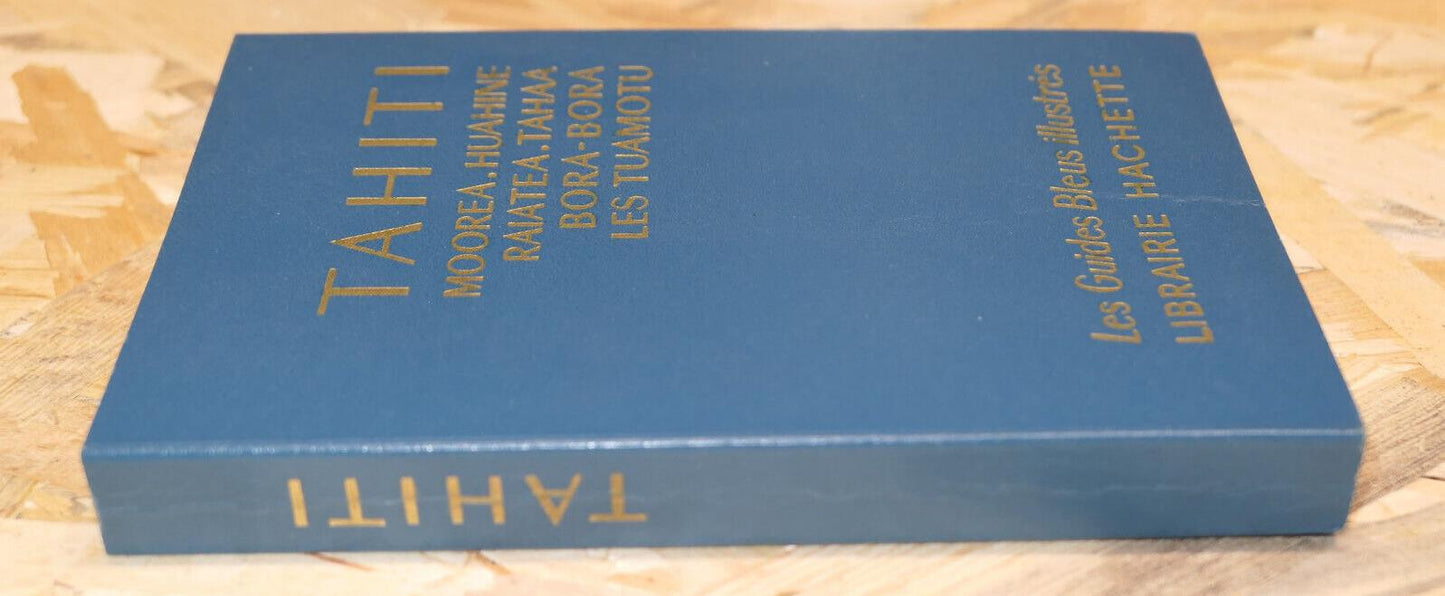 TAHITI
MOOREA.HUAHINE
RAIATEA.TAHAA.
BORA-BORA
LES TUAMOTU
Les Guides Bleus illustrés
LIBRAIRIE HACHETTE
TAHITI